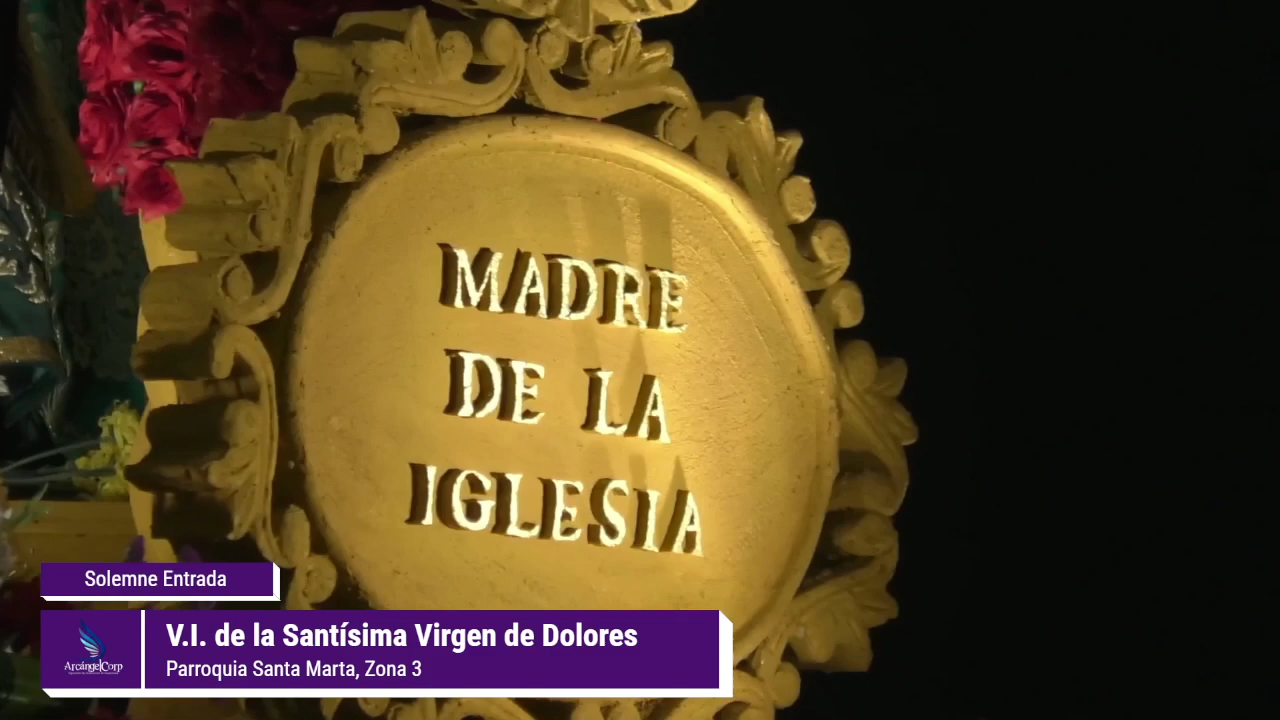 MADRE
DE LA
IGLESIA
Solemne Entrada
V.I. de la Santísima Virgen de Dolores
Parroquia Santa Marta, Zona 3
ArcángelCorp